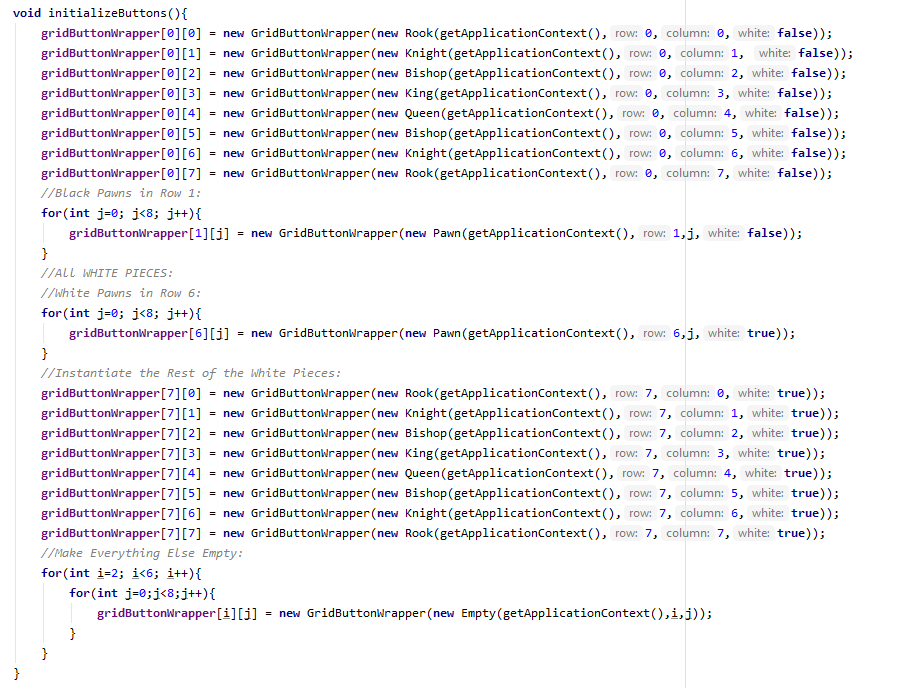 void initializeButtons(){
gridButtonWrapper[0][0] = new GridButtonWrapper(new Rook(getApplicationContext(), row: 0, column: 0, white: false));
gridButtonWrapper[0][1] = new GridButtonWrapper(new Knight(getApplicationContext(), row: 0, column: 1, white: false));
gridButtonWrapper[0][2] = new GridButtonWrapper(new Bishop(getApplicationContext(), row: 0, column: 2, white: false));
gridButtonWrapper[0][3] = new GridButtonWrapper(new King(getApplicationContext(), row: 0, column: 3, white: false));
gridButtonWrapper[0][4] = new GridButtonWrapper(new Queen(getApplicationContext(), row: 0, column: 4, white: false));
gridButtonWrapper[0][5] = new GridButtonWrapper(new Bishop(getApplicationContext(), row: 0, column: 5, white: false));
gridButtonWrapper[0][6] = new GridButtonWrapper(new Knight(getApplicationContext(), row: 0, column: 6, white: false));
gridButtonWrapper[0][7] = new GridButtonWrapper(new Rook(getApplicationContext(), row: 0, column: 7, white: false));
//Black Pawns in Row 1:
for(int j=0; j<8; j++){
gridButtonWrapper[1][j] = new GridButtonWrapper(new Pawn(getApplicationContext(), row: 1,j, white: false));
}
//All WHITE PIECES:
//White Pawns in Row 6:
for(int j=0; j<8; j++){
gridButtonWrapper[6][j] = new GridButtonWrapper(new Pawn(getApplicationContext(), row: 6,j, white: true));
}
//Instantiate the Rest of the White Pieces:
gridButtonWrapper[7][0] = new GridButtonWrapper(new Rook(getApplicationContext(), row: 7, column: 0, white: true));
gridButtonWrapper[7][1] = new GridButtonWrapper(new Knight(getApplicationContext(), row: 7, column: 1, white: true));
gridButtonWrapper[7][2] = new GridButtonWrapper(new Bishop(getApplicationContext(), row: 7, column: 2, white: true));
gridButtonWrapper[7][3] = new GridButtonWrapper(new King(getApplicationContext(), row: 7, column: 3, white: true));
gridButtonWrapper[7][4] = new GridButtonWrapper(new Queen(getApplicationContext(), row: 7, column: 4, white: true));
gridButtonWrapper[7][5] = new GridButtonWrapper(new Bishop(getApplicationContext(), row: 7, column: 5, white: true));
gridButtonWrapper[7][6] = new GridButtonWrapper(new Knight(getApplicationContext(), row: 7, column: 6, white: true));
gridButtonWrapper[7][7] = new GridButtonWrapper(new Rook(getApplicationContext(), row: 7, column: 7, white: true));
//Make Everything Else Empty:
for(int i=2; i<6; i++){
for(int j=0;j<8;j++){
gridButtonWrapper[i][j] = new GridButtonWrapper(new Empty(getApplicationContext(),i,j));
}
}
}